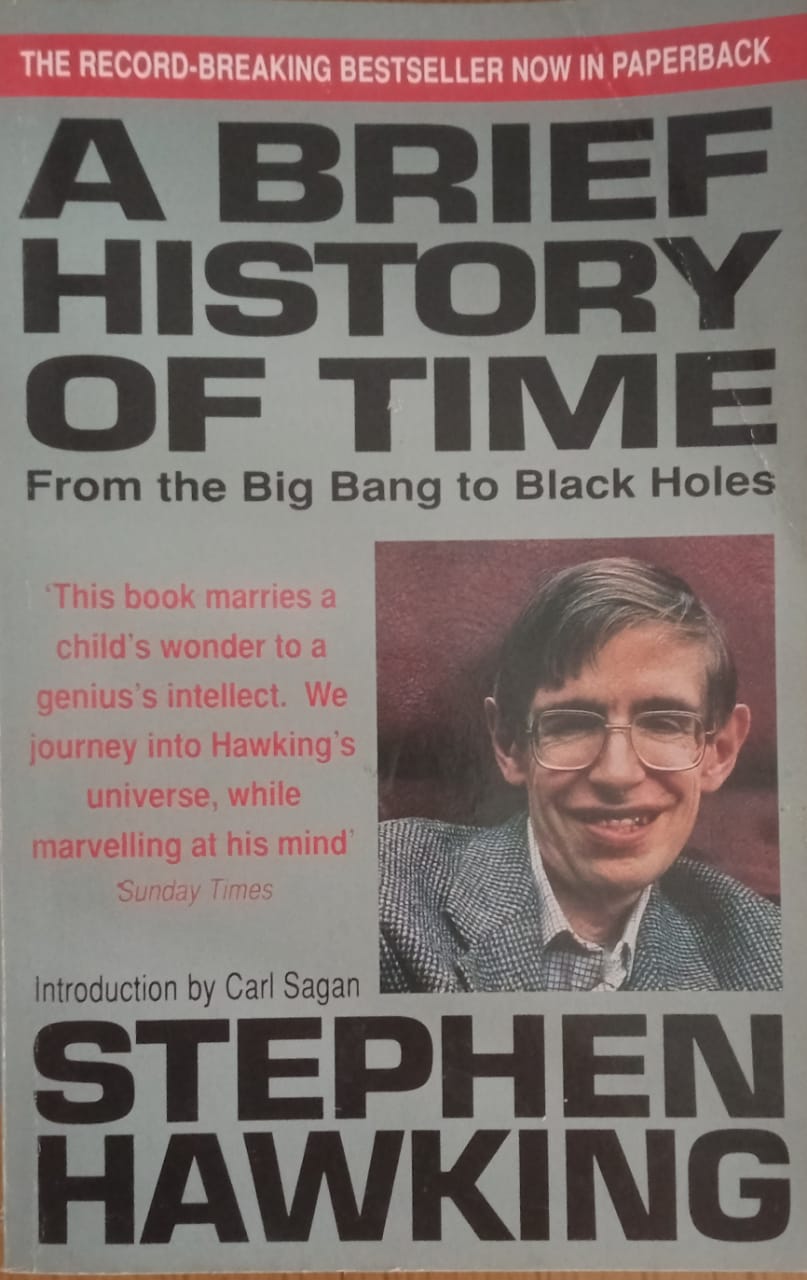 THE RECORD-BREAKING BESTSELLER NOW IN PAPERBACK
A BRIEF
HISTORY
OF TIME
From the Big Bang to Black Holes
‘This book marries a
child’s wonder to a
genius’s intellect. We
journey into Hawking’s
universe, while
marvelling at his mind’
Sunday Times
Introduction by Carl Sagan
STEPHEN
HAWKING